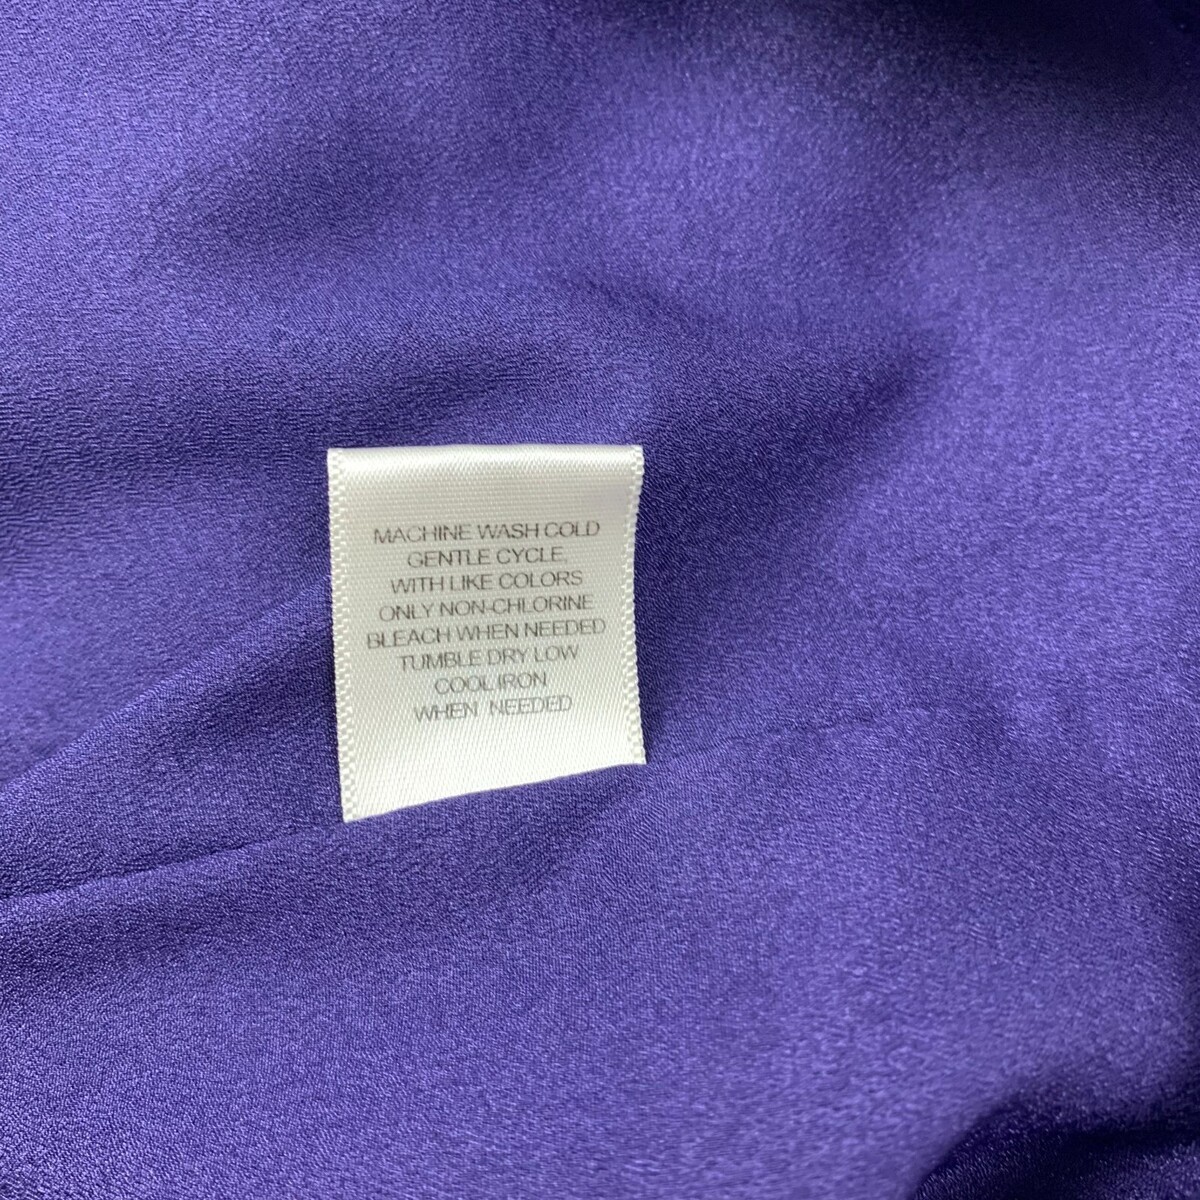 MACHINE WASH COLD
GENTLE CYCLE,
WITH LIKE COLORS
ONLY NON-CHLORINE
BLEACH WHEN NEEDED
TUMBLE DRY LOW
COOL IRON
WHEN NEEDED